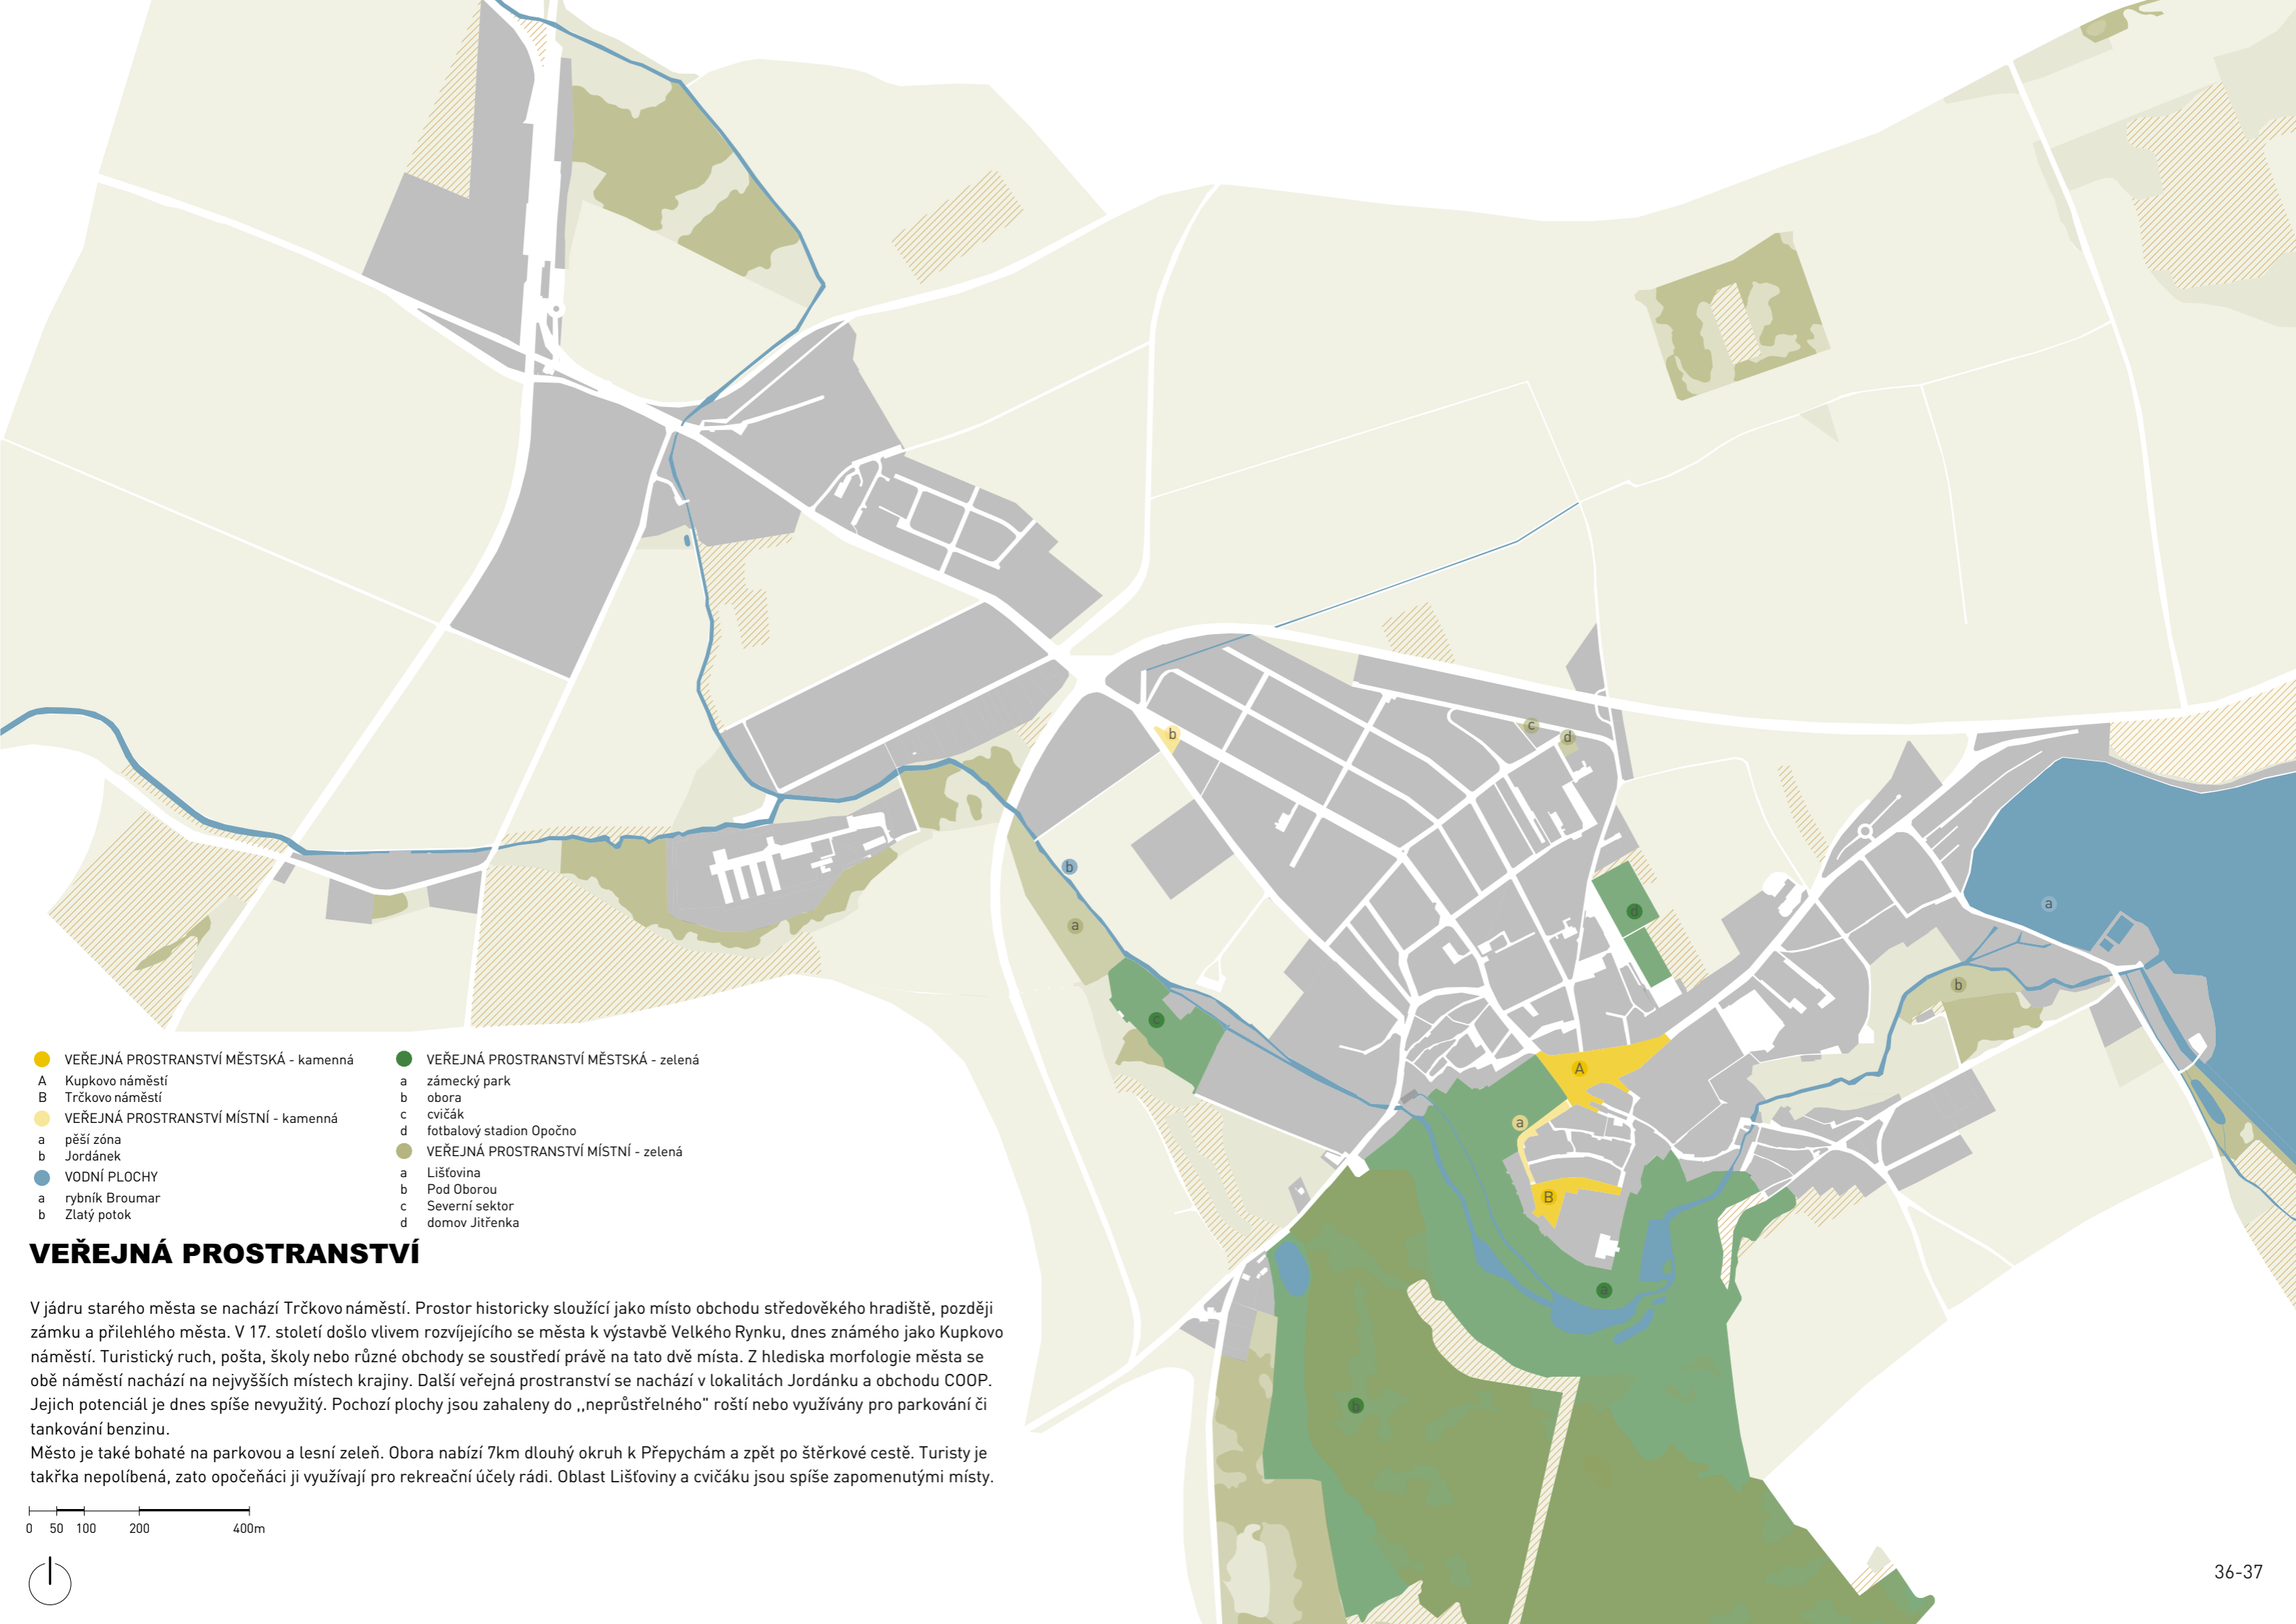 VEŘEJNÁ PROSTRANSTVÍ MĚSTSKÁ - kamenná
A Kupkovo náměstí
B Trčkovo náměstí
VEŘEJNÁ PROSTRANSTVÍ MÍSTNÍ - kamenná
a pěší zóna
b Jordánek
VODNÍ PLOCHY
a rybník Broumar
b Zlatý potok
VEŘEJNÁ PROSTRANSTVÍ MĚSTSKÁ - zelená
a zámecký park
b obora
c cvičák
d fotbalový stadion Opočno
VEŘEJNÁ PROSTRANSTVÍ MÍSTNÍ - zelená
a Lišťovina
b Pod Oborou
c Severní sektor
d domov Jitřenka
VEŘEJNÁ PROSTRANSTVÍ
V jádru starého města se nachází Trčkovo náměstí. Prostor historicky sloužící jako místo obchodu středověkého hradiště, později
zámku a přilehlého města. V 17. století došlo vlivem rozvíjejícího se města k výstavbě Velkého Rynku, dnes známého jako Kupkovo
náměstí. Turistický ruch, pošta, školy nebo různé obchody se soustředí právě na tato dvě místa. Z hlediska morfologie města se
obě náměstí nachází na nejvyšších místech krajiny. Další veřejná prostranství se nachází v lokalitách Jordánku a obchodu COOP.
Jejich potenciál je dnes spíše nevyužitý. Pochozí plochy jsou zahaleny do ,,neprůstřelného" roští nebo využívány pro parkování či
tankování benzinu.
Město je také bohaté na parkovou a lesní zeleň. Obora nabízí 7km dlouhý okruh k Přepychám a zpět po štěrkové cestě. Turisty je
takřka nepolíbená, zato opočeňáci ji využívají pro rekreační účely rádi. Oblast Lišťoviny a cvičáku jsou spíše zapomenutými místy.
0 50 100 200 400m
b
c
d
b
a
d
a
b
c
A
a
B
a
b
36-37